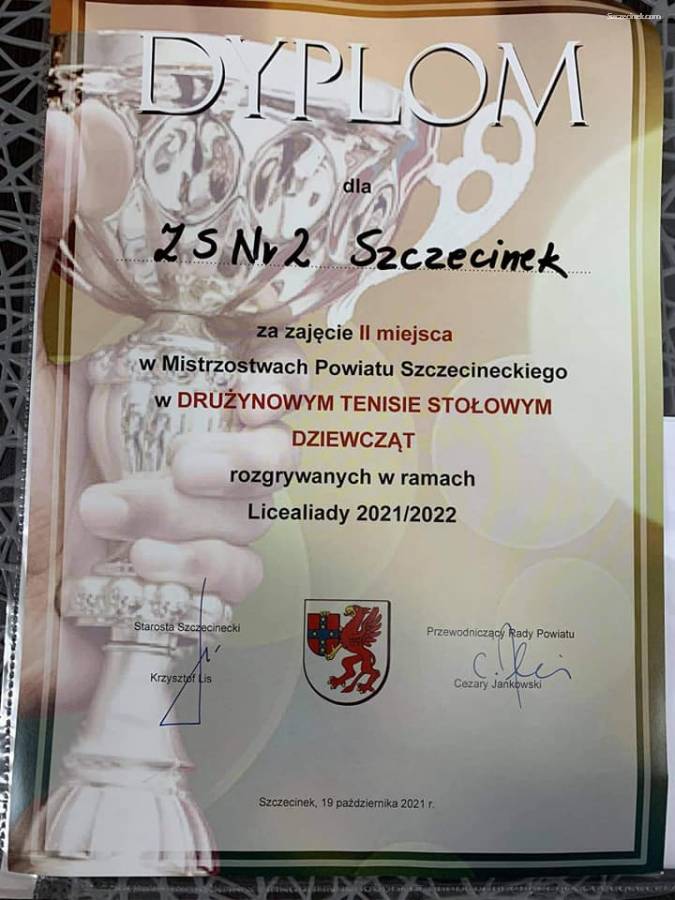 Szczecinek.com
DYPLOM
dla
ZS Nr 2 Szczecinek
za zajęcie II miejsca
w Mistrzostwach Powiatu Szczecineckiego
w DRUŻYNOWYM TENISIE STOŁOWYM
DZIEWCZĄT
rozgrywanych w ramach
Licealiady 2021/2022
Starosta Szczecinecki
Krzysztof Lis
Przewodniczący Rady Powiatu
Cezary Jankowski
Szczecinek, 19 października 2021 r.